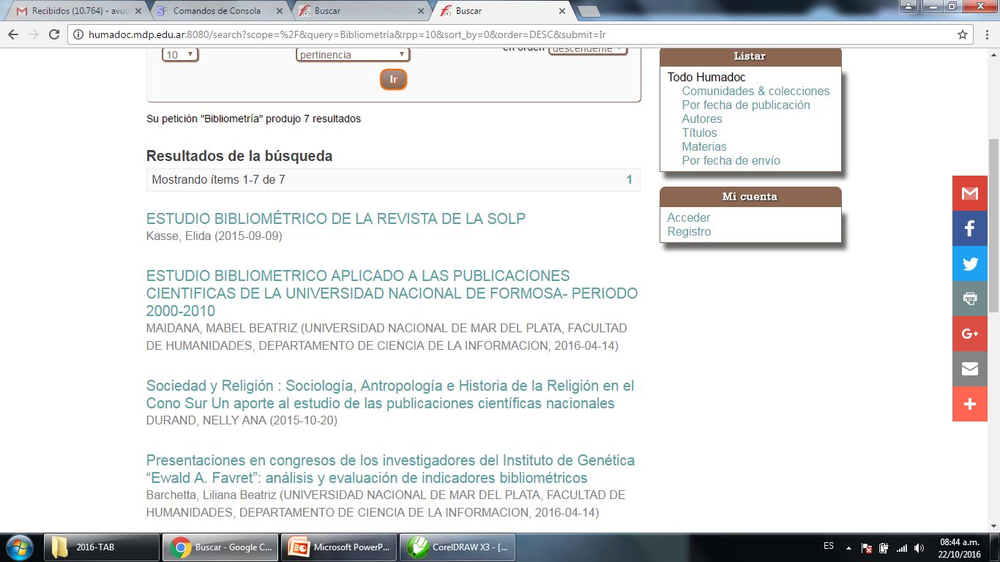 Recibidos (10.764) - avuc
Comandos de Consola
Buscar
Buscar
humadoc.mdp.edu.ar:8080/search?scope=%2F&query=Bibliometría&rpp=10&sort_by=0&order=DESC&submit=Ir
10
pertinencia
en orden
descendente
Ir
Su petición "Bibliometría" produjo 7 resultados
Resultados de la búsqueda
Mostrando ítems 1-7 de 7
1
ESTUDIO BIBLIOMÉTRICO DE LA REVISTA DE LA SOLP
Kasse, Elida (2015-09-09)
ESTUDIO BIBLIOMETRICO APLICADO A LAS PUBLICACIONES
CIENTIFICAS DE LA UNIVERSIDAD NACIONAL DE FORMOSA- PERIODO
2000-2010
MAIDANA, MABEL BEATRIZ (UNIVERSIDAD NACIONAL DE MAR DEL PLATA, FACULTAD
DE HUMANIDADES, DEPARTAMENTO DE CIENCIA DE LA INFORMACION, 2016-04-14)
Sociedad y Religión : Sociología, Antropología e Historia de la Religión en el
Cono Sur Un aporte al estudio de las publicaciones científicas nacionales
DURAND, NELLY ANA (2015-10-20)
Presentaciones en congresos de los investigadores del Instituto de Genética
“Ewald A. Favret”: análisis y evaluación de indicadores bibliométricos
Barchetta, Liliana Beatriz (UNIVERSIDAD NACIONAL DE MAR DEL PLATA, FACULTAD DE
HUMANIDADES, DEPARTAMENTO DE CIENCIA DE LA INFORMACION, 2016-04-14)
Listar
Todo Humadoc
Comunidades & colecciones
Por fecha de publicación
Autores
Títulos
Materias
Por fecha de envío
Mi cuenta
Acceder
Registro
G+
2016-TAB
Buscar - Google C...
Microsoft PowerP...
CorelDRAW X3 - [...
ES
08:44 a.m.
22/10/2016